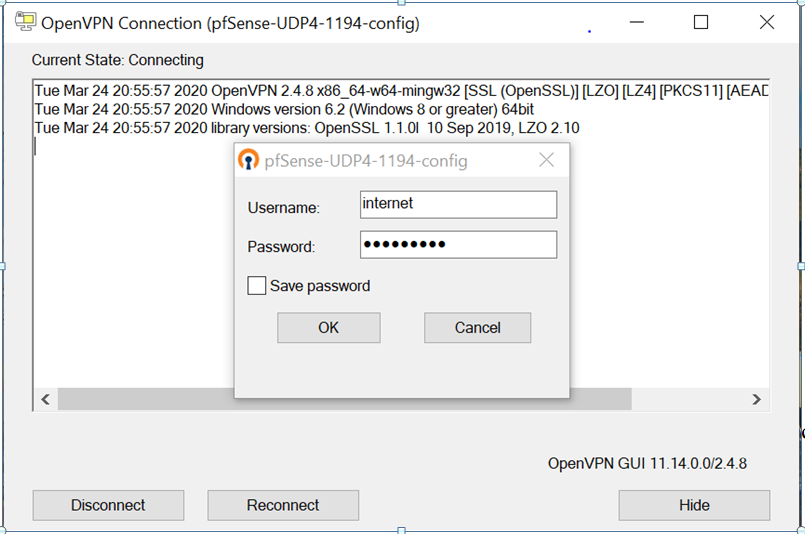 OpenVPN Connection (pfSense-UDP4-1194-config)
Current State: Connecting
Tue Mar 24 20:55:57 2020 OpenVPN 2.4.8 x86_64-w64-mingw32 [SSL (OpenSSL)] [LZO] [LZ4] [PKCS11] [AEAD
Tue Mar 24 20:55:57 2020 Windows version 6.2 (Windows 8 or greater) 64bit
Tue Mar 24 20:55:57 2020 library versions: OpenSSL 1.1.0l  10 Sep 2019, LZO 2.10
pfSense-UDP4-1194-config
Username: internet
Password: ●●●●●●●●●
Save password
OK Cancel
OpenVPN GUI 11.14.0.0/2.4.8
Disconnect Reconnect Hide